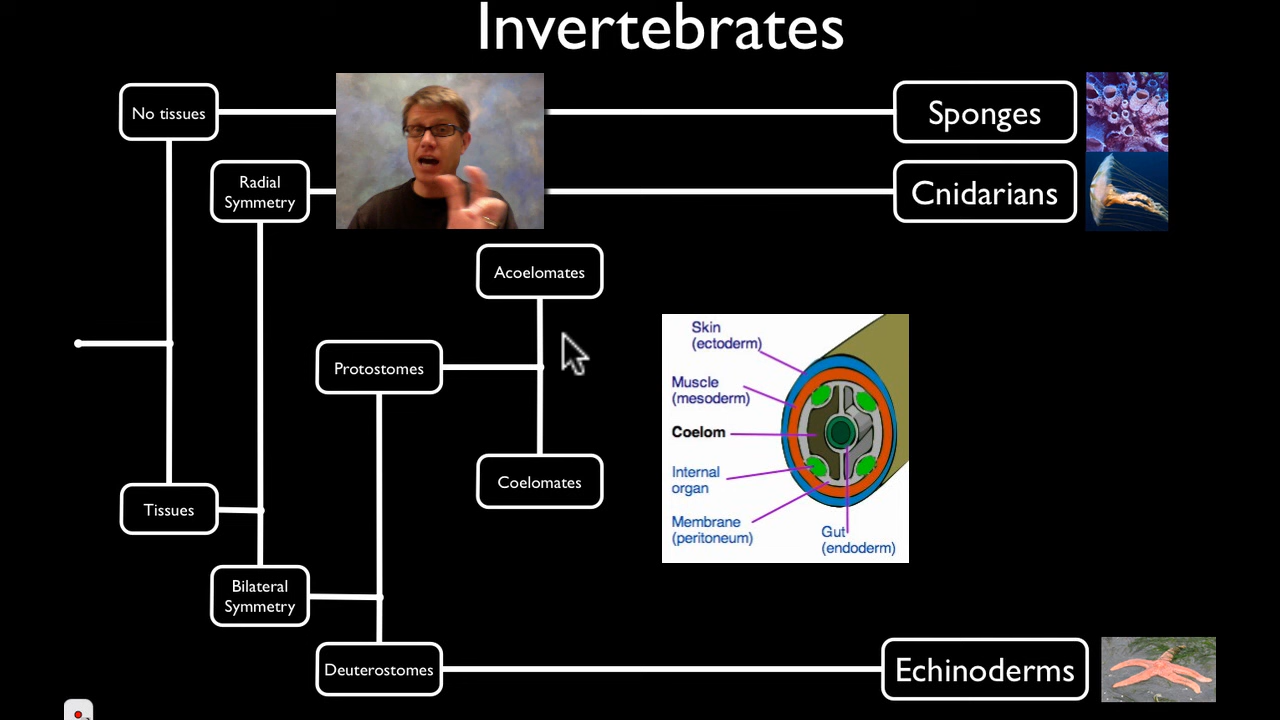 Invertebrates
No tissues
Sponges
Radial
Symmetry
Cnidarians
Acoelomates
Skin
(ectoderm)
Protostomes
Muscle
(mesoderm)
Coelom
Coelomates
Internal
organ
Tissues
Membrane
(peritoneum)
Gut
(endoderm)
Bilateral
Symmetry
Deuterostomes
Echinoderms